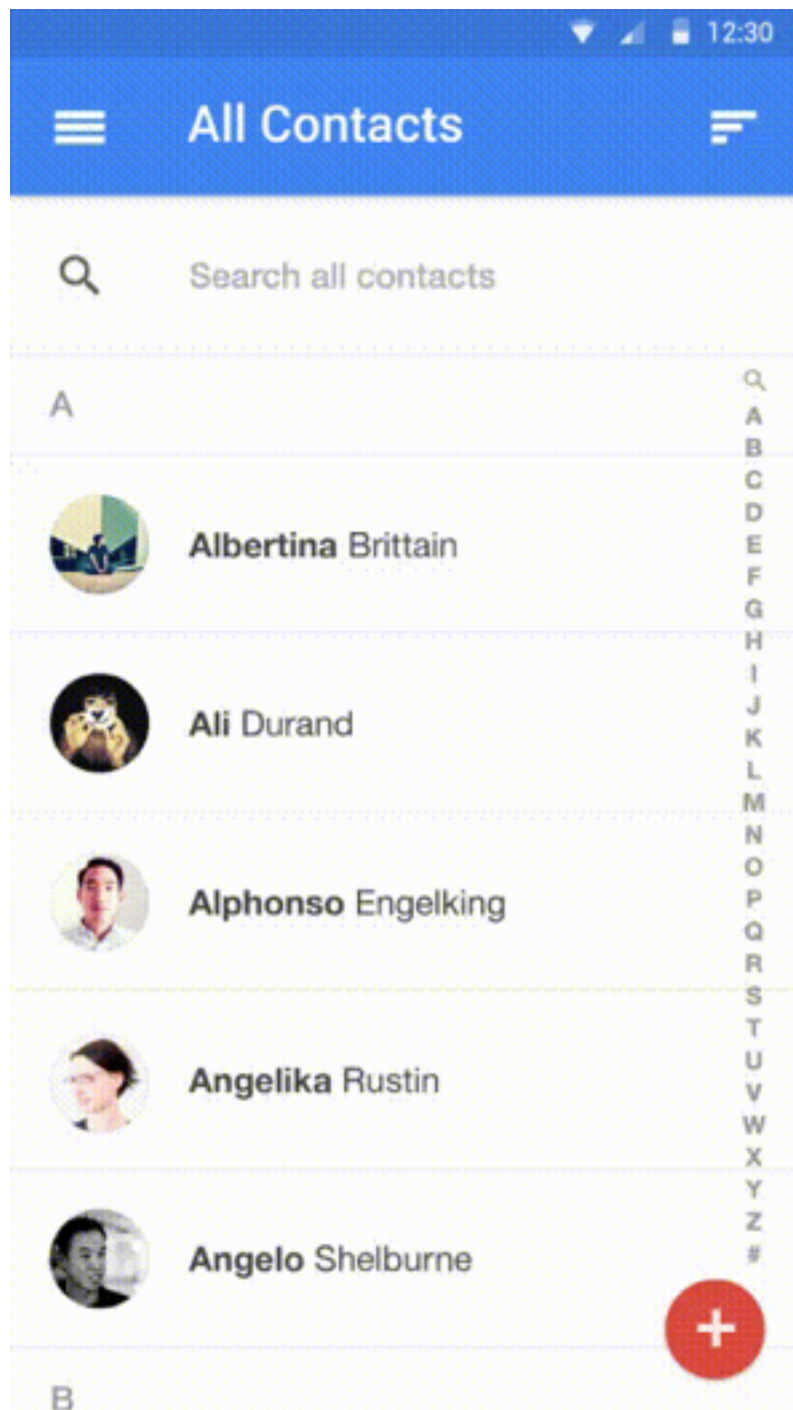 12:30
All Contacts
Search all contacts
A
Albertina Brittain
Ali Durand
Alphonso Engelking
Angelika Rustin
Angelo Shelburne
B
A
B
C
D
E
F
G
H
I
J
K
L
M
N
O
P
Q
R
S
T
U
V
W
X
Y
Z
#